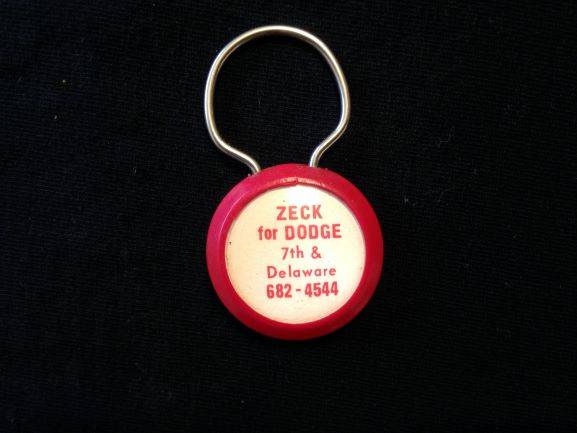 ZECK
for DODGE
7th &
Delaware
682-4544